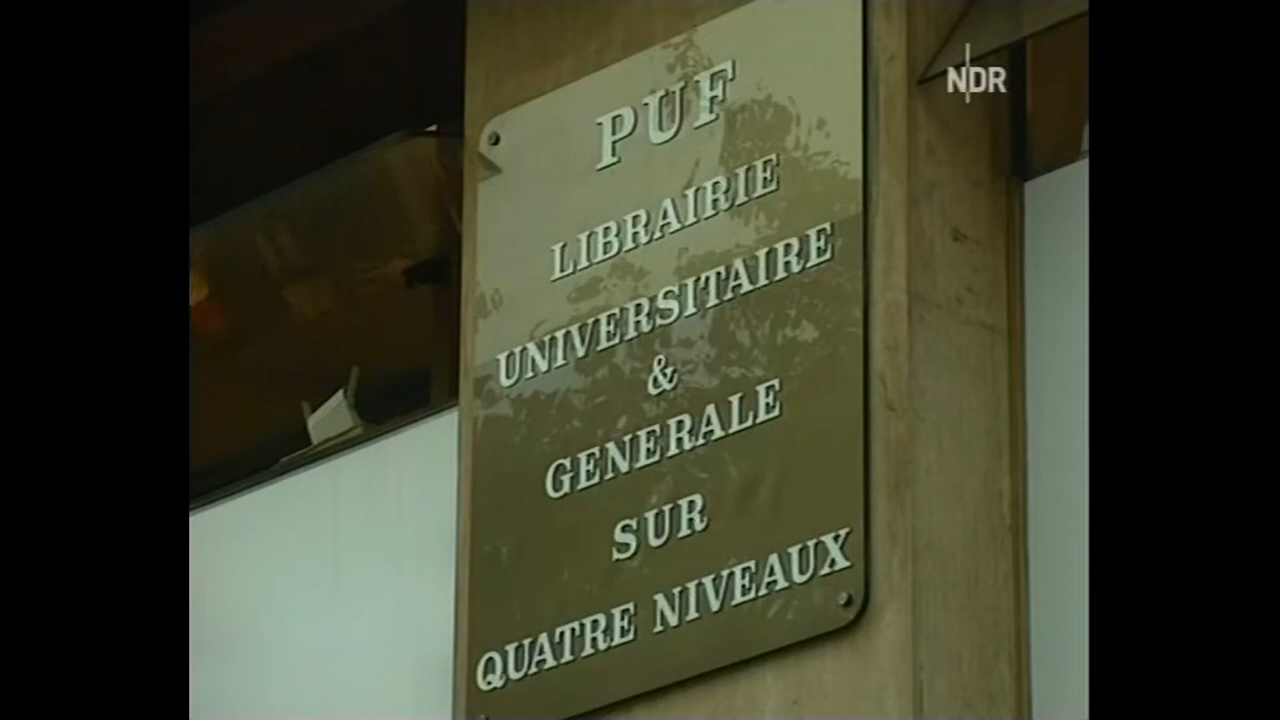 NDR
PUF
LIBRAIRIE
UNIVERSITAIRE
&
GENERALE
SUR
QUATRE NIVEAUX